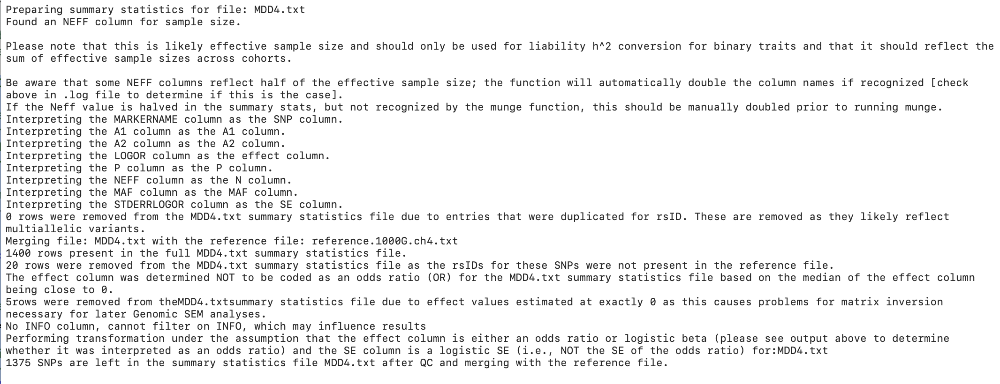 Preparing summary statistics for file: MDD4.txt
Found an NEFF column for sample size.
Please note that this is likely effective sample size and should only be used for liability h^2 conversion for binary traits and that it should reflect the
sum of effective sample sizes across cohorts.
Be aware that some NEFF columns reflect half of the effective sample size; the function will automatically double the column names if recognized [check
above in .log file to determine if this is the case].
If the Neff value is halved in the summary stats, but not recognized by the munge function, this should be manually doubled prior to running munge.
Interpreting the MARKERNAME column as the SNP column.
Interpreting the A1 column as the A1 column.
Interpreting the A2 column as the A2 column.
Interpreting the LOGOR column as the effect column.
Interpreting the P column as the P column.
Interpreting the NEFF column as the N column.
Interpreting the MAF column as the MAF column.
Interpreting the STDERRLOGOR column as the SE column.
0 rows were removed from the MDD4.txt summary statistics file due to entries that were duplicated for rsID. These are removed as they likely reflect
multiallelic variants.
Merging file: MDD4.txt with the reference file: reference.1000G.ch4.txt
1400 rows present in the full MDD4.txt summary statistics file.
20 rows were removed from the MDD4.txt summary statistics file as the rsIDs for these SNPs were not present in the reference file.
The effect column was determined NOT to be coded as an odds ratio (OR) for the MDD4.txt summary statistics file based on the median of the effect column
being close to 0.
5rows were removed from theMDD4.txtsummary statistics file due to effect values estimated at exactly 0 as this causes problems for matrix inversion
necessary for later Genomic SEM analyses.
No INFO column, cannot filter on INFO, which may influence results
Performing transformation under the assumption that the effect column is either an odds ratio or logistic beta (please see output above to determine
whether it was interpreted as an odds ratio) and the SE column is a logistic SE (i.e., NOT the SE of the odds ratio) for:MDD4.txt
1375 SNPs are left in the summary statistics file MDD4.txt after QC and merging with the reference file.